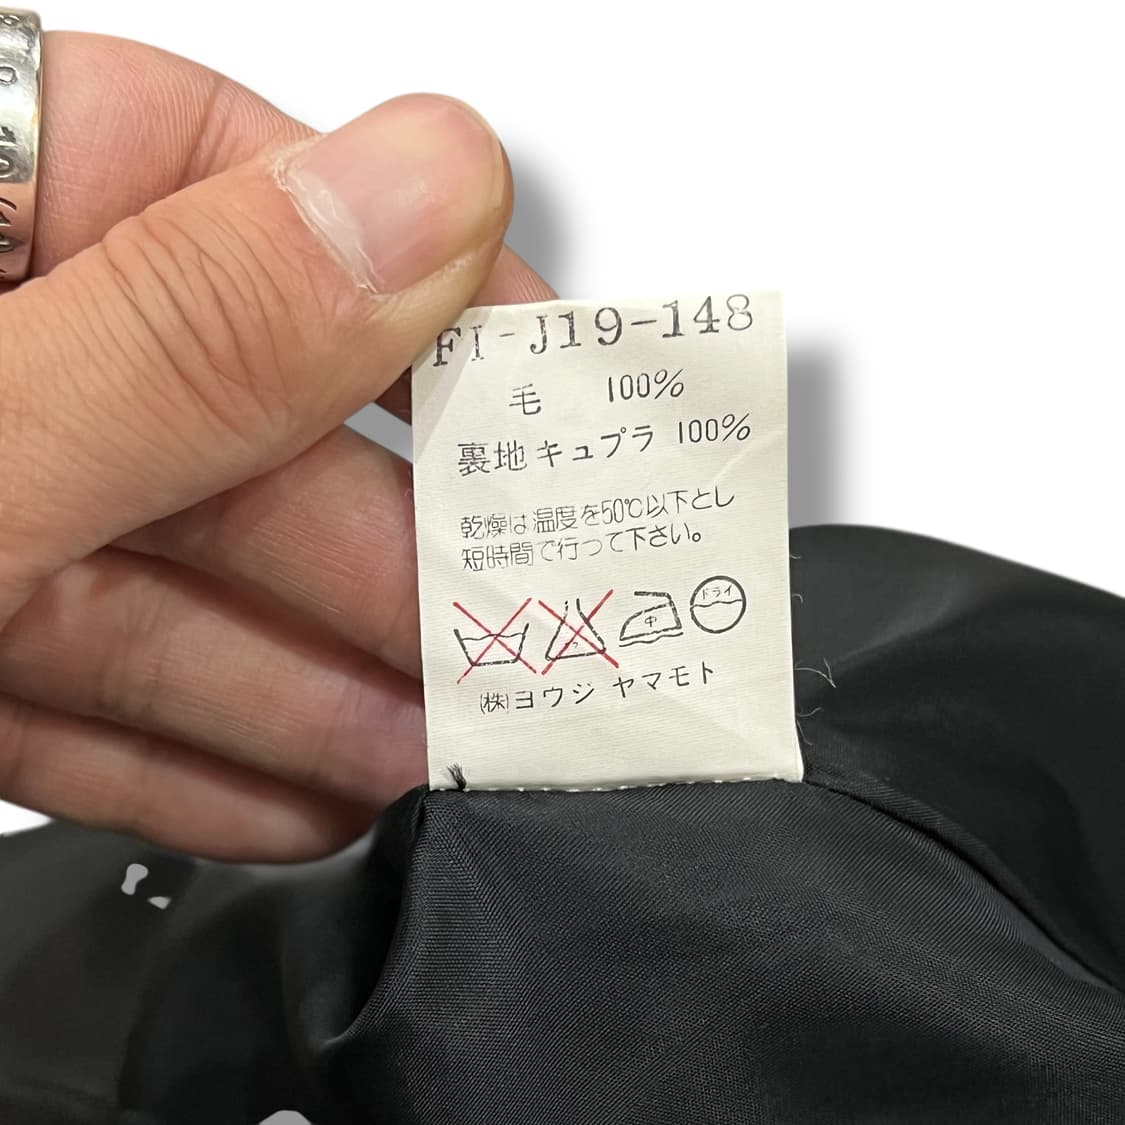 FI-J19-148
毛 100%
裏地キュプラ 100%
乾燥は温度を50℃以下とし
短時間で行って下さい。
中
ドライ
(株)ヨウジ ヤマモト